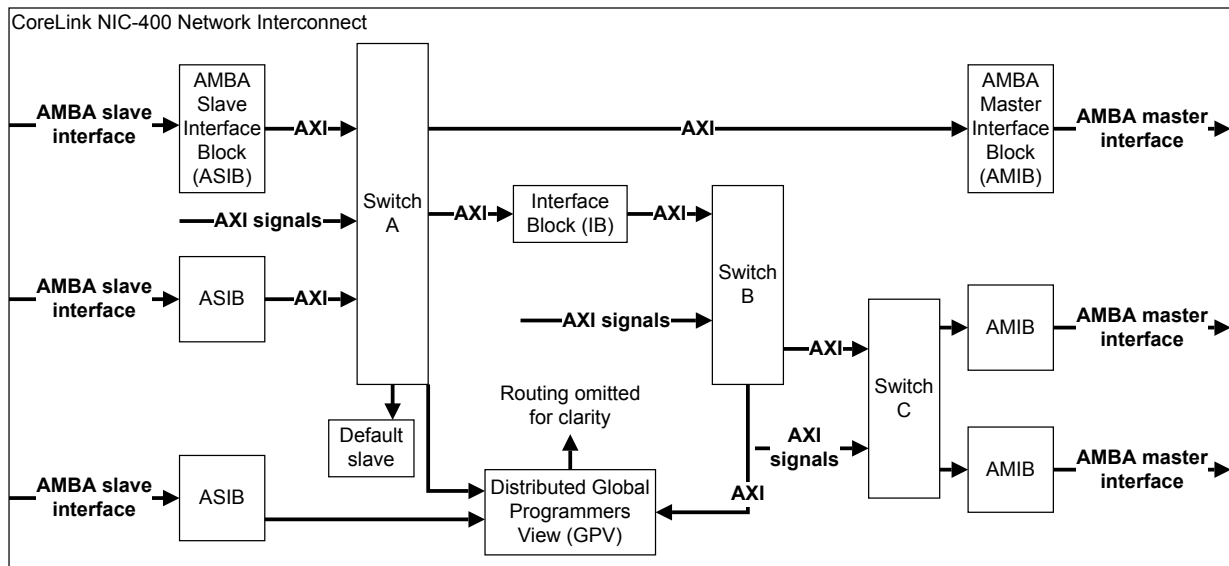 CoreLink NIC-400 Network Interconnect
AMBA slave
interface
AMBA
Slave
Interface
Block
(ASIB)
AXI
Switch
A
AXI
AMBA
Master
Interface
Block
(AMIB)
AMBA master
interface
AXI signals
AXI
Interface
Block (IB)
AXI
Switch
B
AMBA slave
interface
ASIB
AXI
AXI signals
AXI
Switch
C
AMIB
AMBA master
interface
Default
slave
Routing omitted
for clarity
AXI
signals
AMIB
AMBA master
interface
AMBA slave
interface
ASIB
Distributed Global
Programmers
View (GPV)
AXI